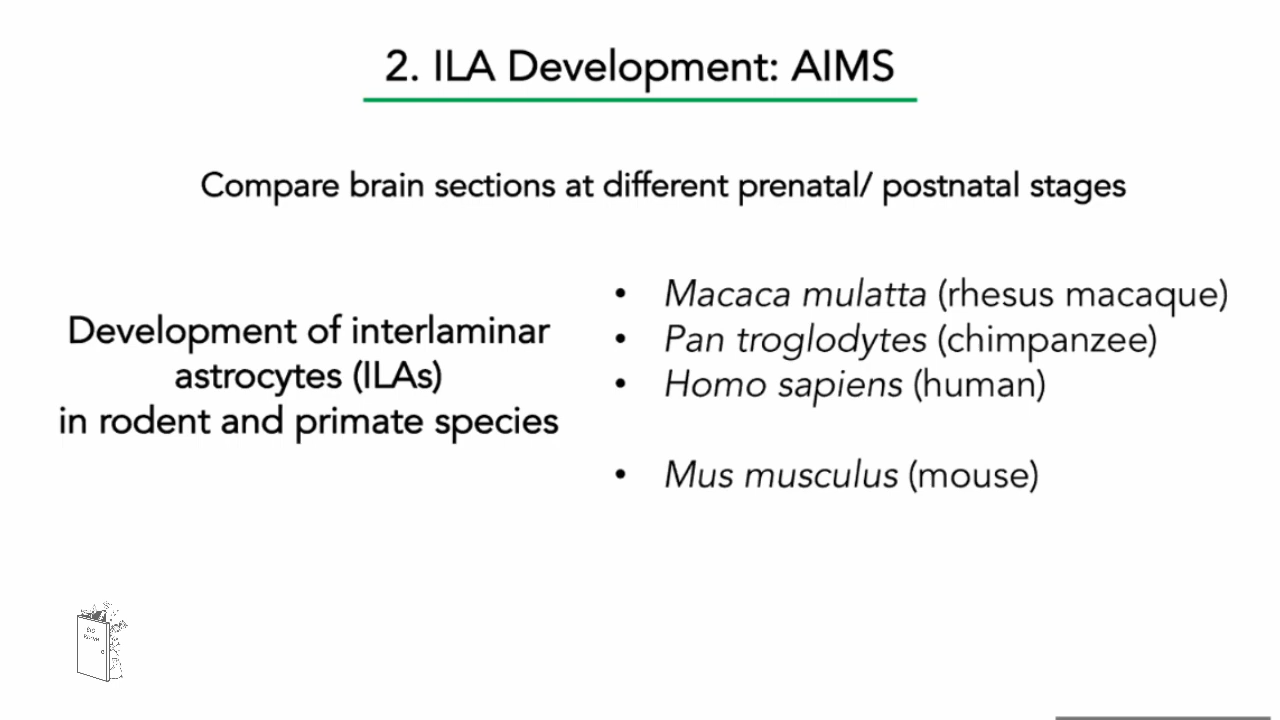 2. ILA Development: AIMS
Compare brain sections at different prenatal/ postnatal stages
Development of interlaminar
astrocytes (ILAs)
in rodent and primate species
• Macaca mulatta (rhesus macaque)
• Pan troglodytes (chimpanzee)
• Homo sapiens (human)
• Mus musculus (mouse)